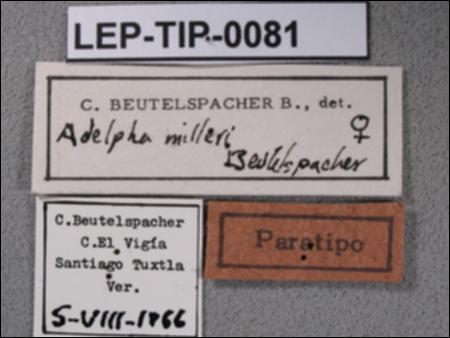 LEP-TIP-0081
C. BEUTELSPACHER B., det.
Adelpha milleri ♀
Beutelspacher
C.Beutelspacher
C.El Vigía
Santiago Tuxtla
Ver.
5-VIII-1966
Paratipo